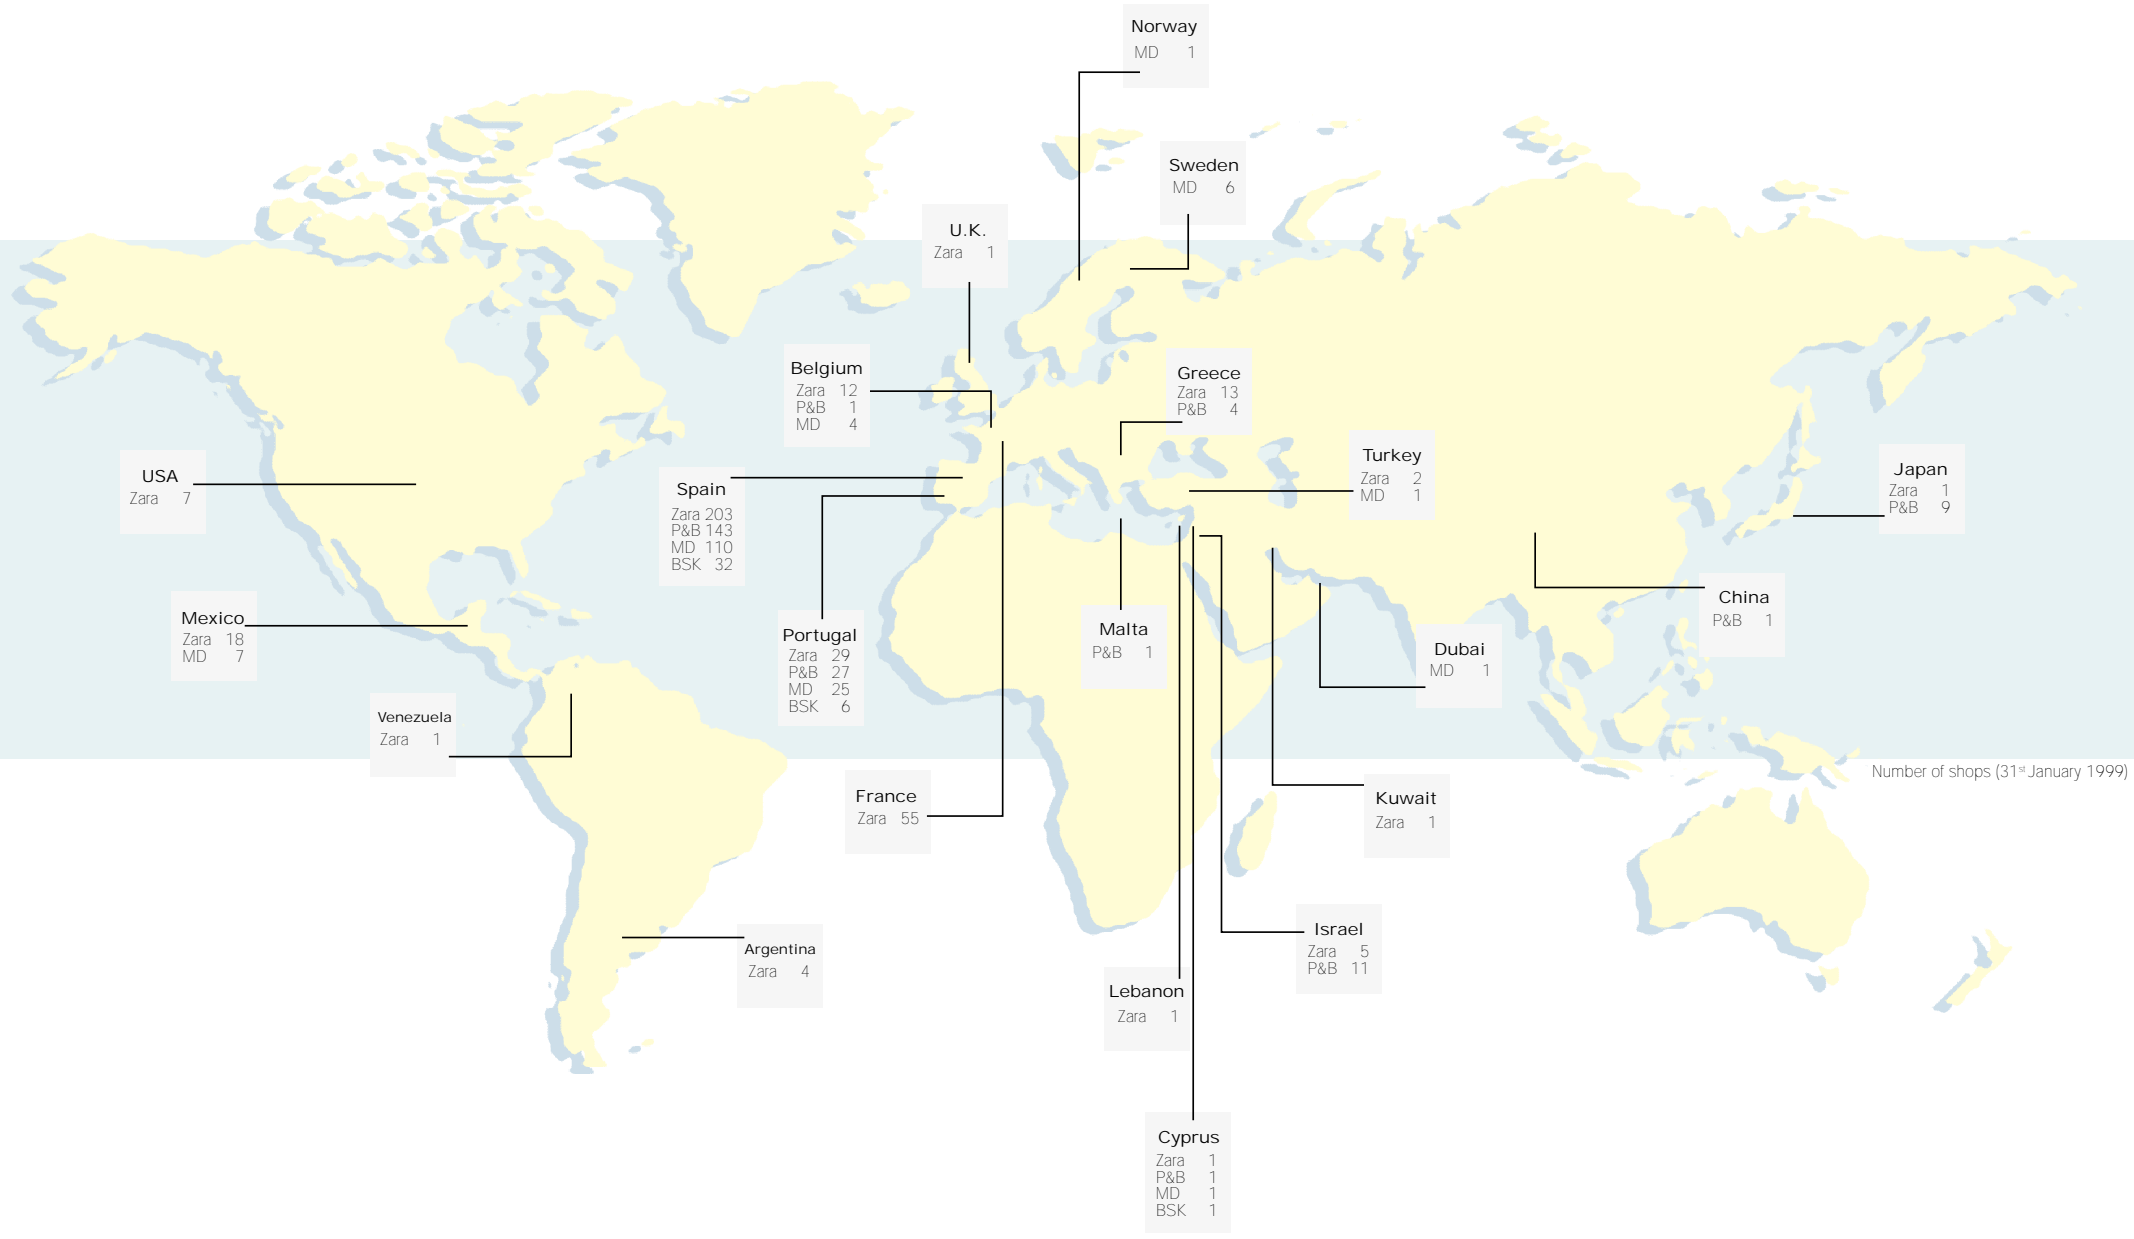 Norway
MD 1
Sweden
MD 6
U.K.
Zara 1
Belgium
Zara 12
P&B 1
MD 4
Greece
Zara 13
P&B 4
Turkey
Zara 2
MD 1
Japan
Zara 1
P&B 9
USA
Zara 7
Spain
Zara 203
P&B 143
MD 110
BSK 32
China
P&B 1
Mexico
Zara 18
MD 7
Portugal
Zara 29
P&B 27
MD 25
BSK 6
Malta
P&B 1
Dubai
MD 1
Venezuela
Zara 1
Number of shops (31st January 1999)
France
Zara 55
Kuwait
Zara 1
Argentina
Zara 4
Israel
Zara 5
P&B 11
Lebanon
Zara 1
Cyprus
Zara 1
P&B 1
MD 1
BSK 1